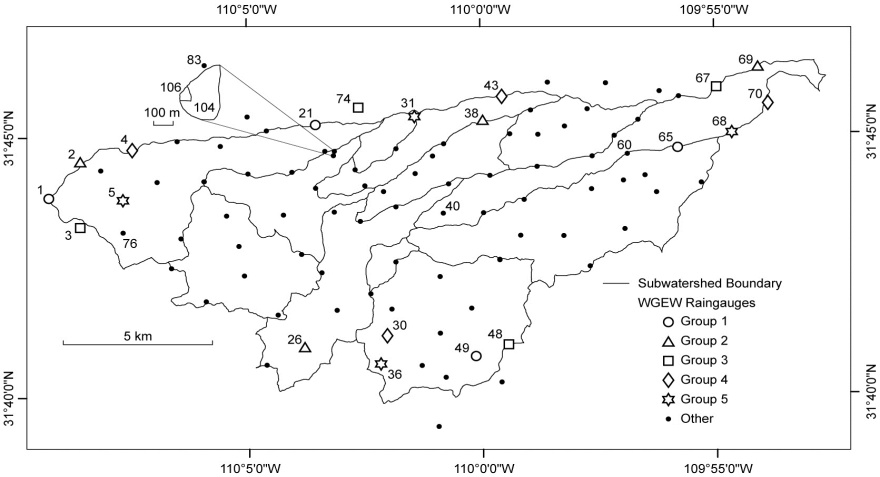 110°5'0"W
110°0'0"W
109°55'0"W
83
69
67
106
74
43
70
104
31
21
100 m
38
31°45'0"N
31°45'0"N
4
68
65
2
60
1
5
40
3
76
Subwatershed Boundary
WGEW Raingauges
30
Group 1
5 km
48
Group 2
26
49
Group 3
36
Group 4
31°40'0"N
31°40'0"N
Group 5
Other
110°5'0"W
110°0'0"W
109°55'0"W